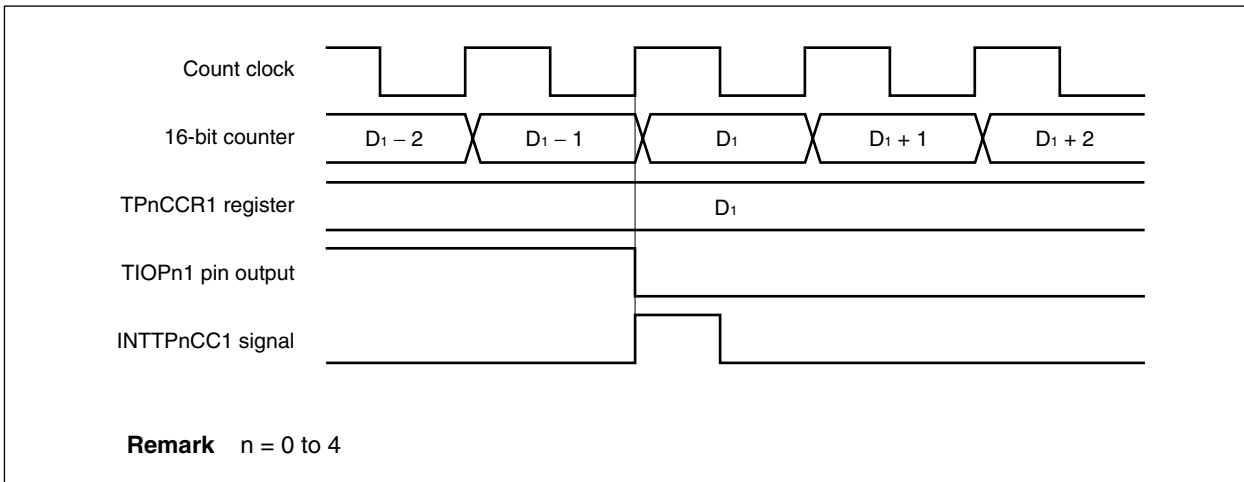 Count clock
16-bit counter
D₁ − 2 D₁ − 1 D₁ D₁ + 1 D₁ + 2
TPnCCR1 register
D₁
TIOPn1 pin output
INTTPnCC1 signal
Remark n = 0 to 4